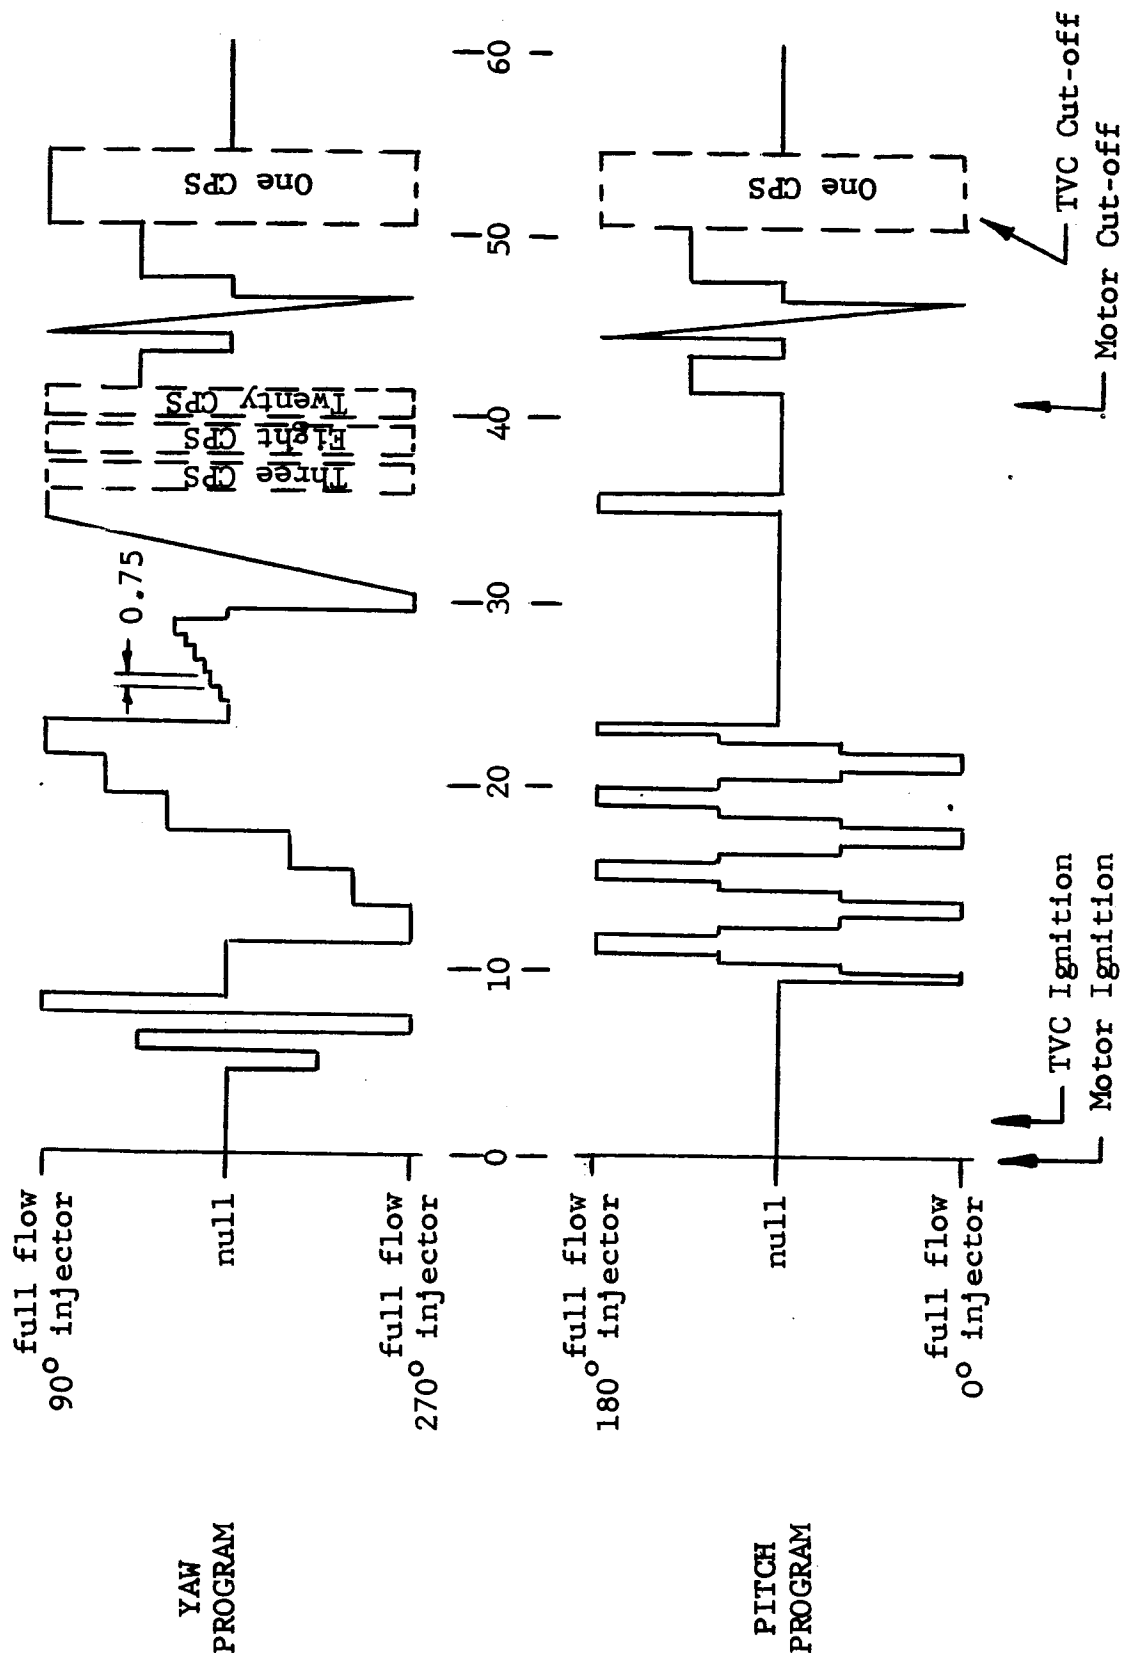 YAW
PROGRAM
full flow
90° injector
null
full flow
270° injector
0.75
Three CPS
Eight CPS
Twenty CPS
One CPS
0
10
20
30
40
50
60
PITCH
PROGRAM
full flow
180° injector
null
full flow
0° injector
One CPS
TVC Ignition
Motor Ignition
TVC Cut-off
Motor Cut-off